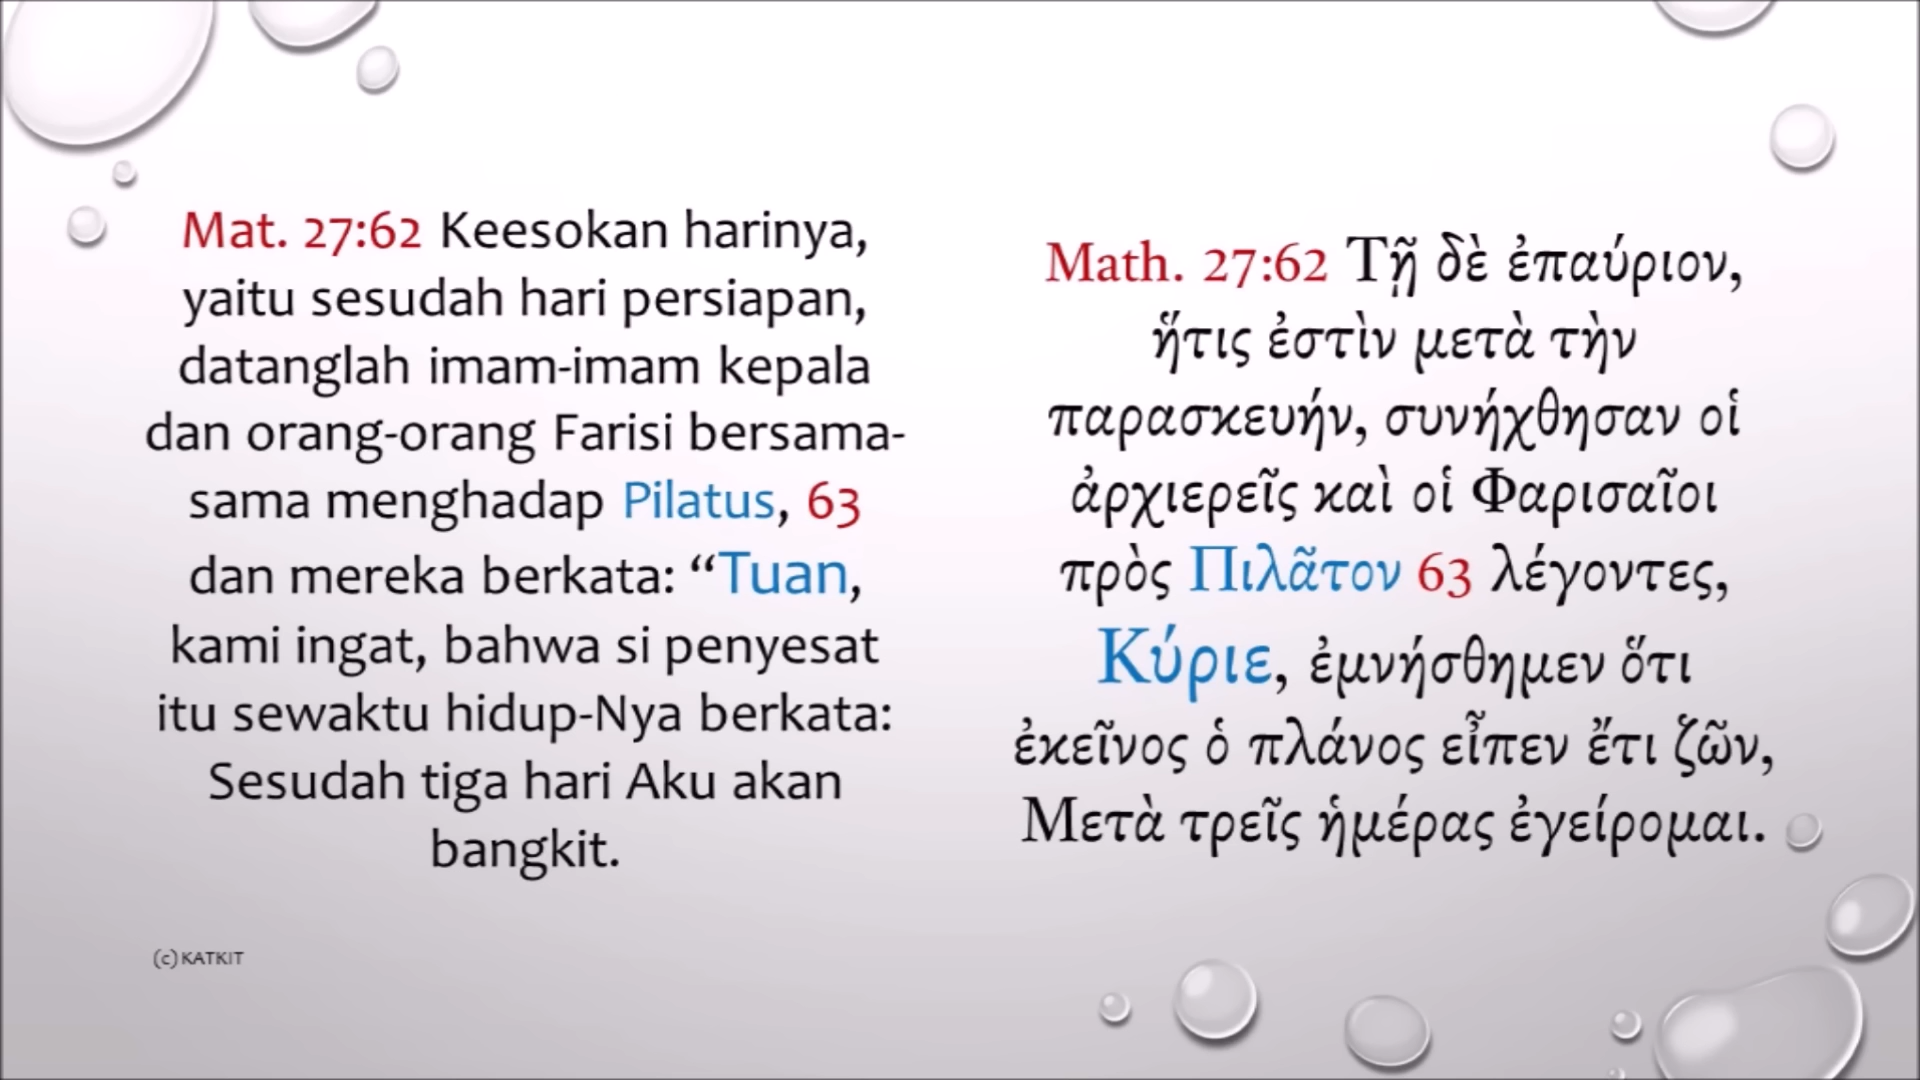 Mat. 27:62 Keesokan harinya,
yaitu sesudah hari persiapan,
datanglah imam-imam kepala
dan orang-orang Farisi bersama-
sama menghadap Pilatus, 63
dan mereka berkata: “Tuan,
kami ingat, bahwa si penyesat
itu sewaktu hidup-Nya berkata:
Sesudah tiga hari Aku akan
bangkit.
Math. 27:62 Τῇ δὲ ἐπαύριον,
ἥτις ἐστὶν μετὰ τὴν
παρασκευήν, συνήχθησαν οἱ
ἀρχιερεῖς καὶ οἱ Φαρισαῖοι
πρὸς Πιλᾶτον 63 λέγοντες,
Κύριε, ἐμνήσθημεν ὅτι
ἐκεῖνος ὁ πλάνος εἶπεν ἔτι ζῶν,
Μετὰ τρεῖς ἡμέρας ἐγείρομαι.
(c) KATKIT